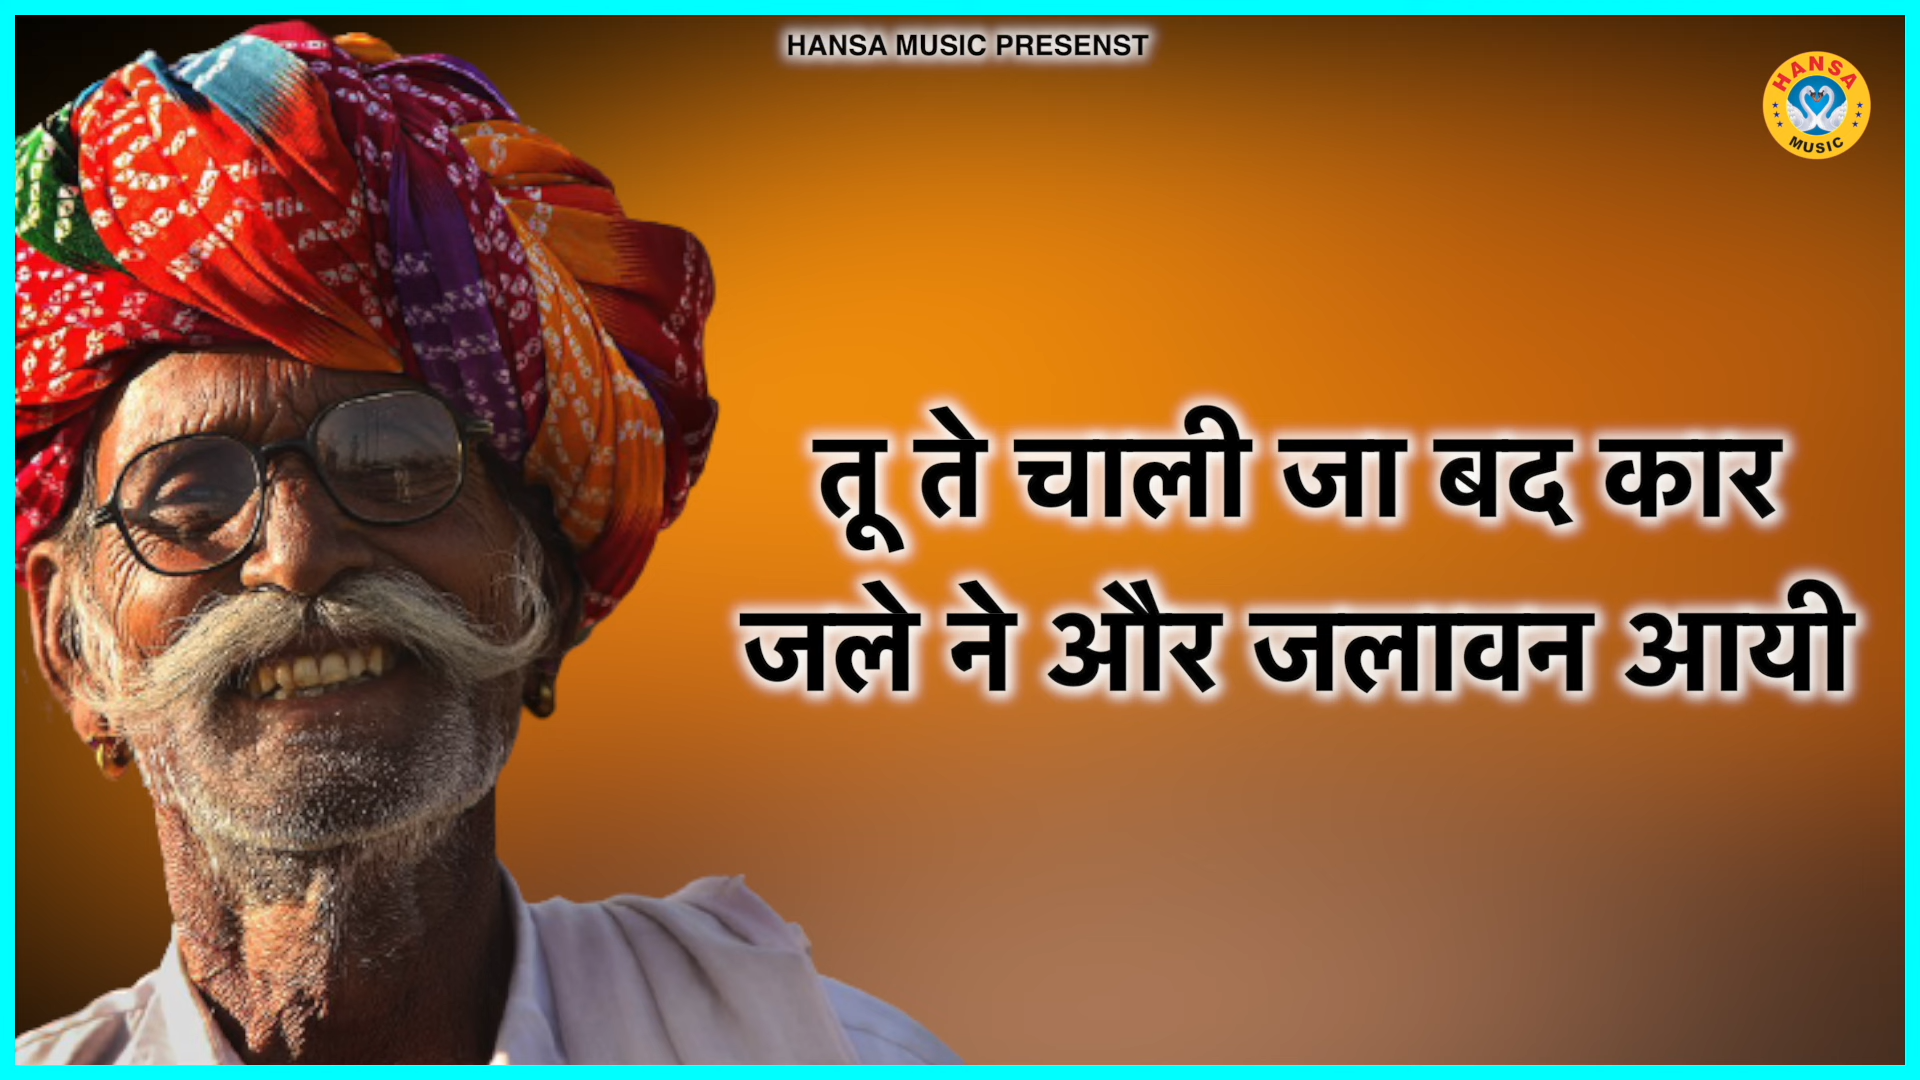 HANSA MUSIC PRESENST
HANSA
MUSIC
तू ते चाली जा बद कार
जले ने और जलावन आयी